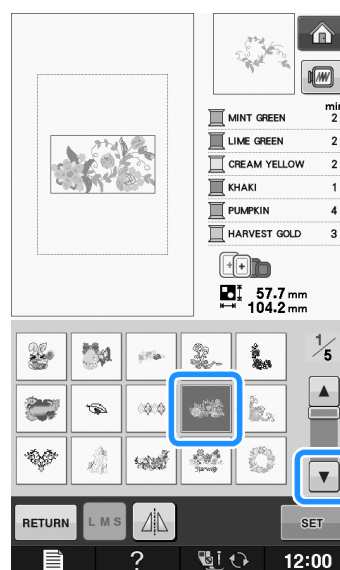 min
MINT GREEN 2
LIME GREEN 2
CREAM YELLOW 2
KHAKI 1
PUMPKIN 4
HARVEST GOLD 3
57.7 mm
104.2 mm
1/5
RETURN
L M S
SET
?
12:00